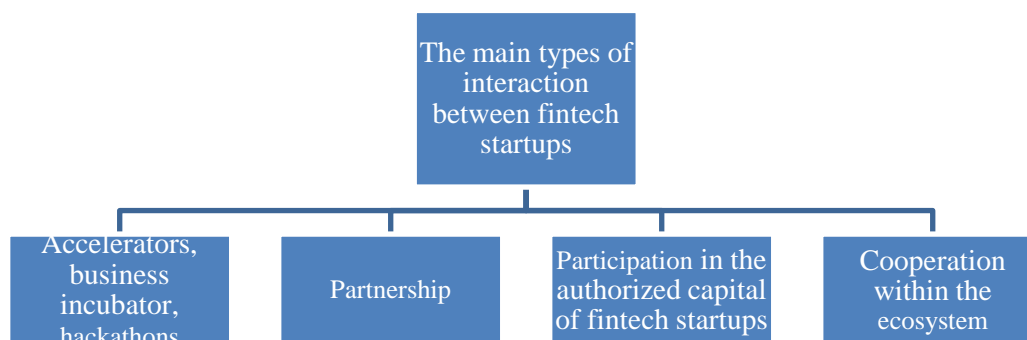 The main types of
interaction
between fintech
startups
Accelerators,
business
incubator,
hackathons
Partnership
Participation in the
authorized capital
of fintech startups
Cooperation
within the
ecosystem